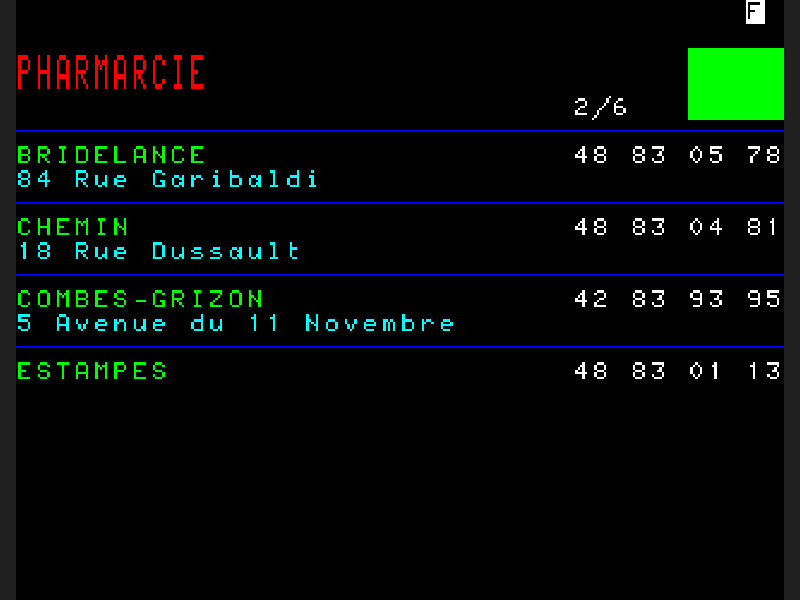 F
PHARMARCIE
2/6
BRIDELANCE 48 83 05 78
84 Rue Garibaldi
CHEMIN 48 83 04 81
18 Rue Dussault
COMBES-GRIZON 42 83 93 95
5 Avenue du 11 Novembre
ESTAMPES 48 83 01 13